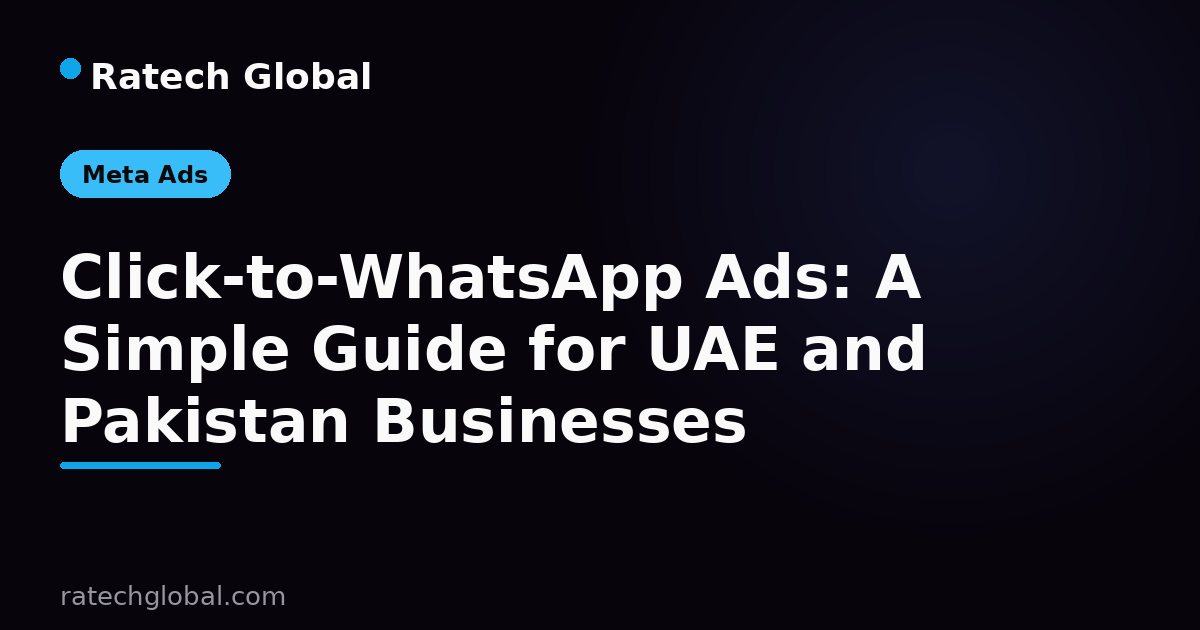 Ratech Global
Meta Ads
Click-to-WhatsApp Ads: A
Simple Guide for UAE and
Pakistan Businesses
ratechglobal.com